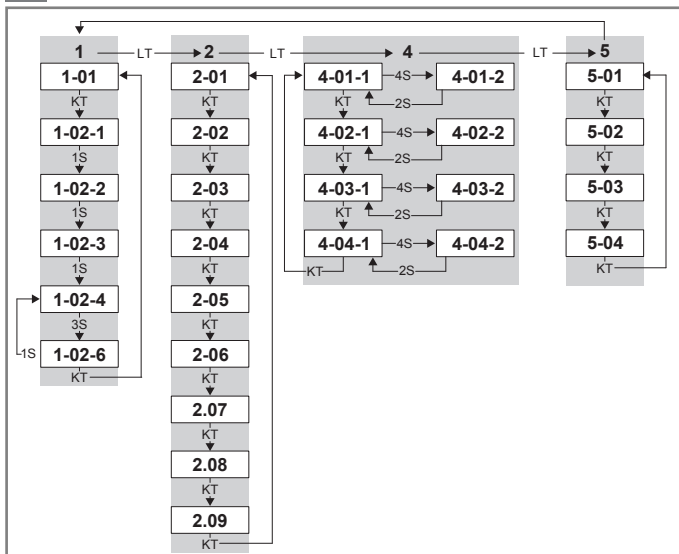 1 LT 2 LT 4 LT 5
1-01 2-01 4-01-1 4S 4-01-2 5-01
KT KT KT 2S KT
1-02-1 2-02 4-02-1 4S 4-02-2 5-02
1S KT KT 2S KT
1-02-2 2-03 4-03-1 4S 4-03-2 5-03
1S KT KT 2S KT
1-02-3 2-04 4-04-1 4S 4-04-2 5-04
1S KT KT 2S KT
1-02-4 2-05
3S KT
1S 1-02-6 2-06
KT KT
2.07
KT
2.08
KT
2.09
KT